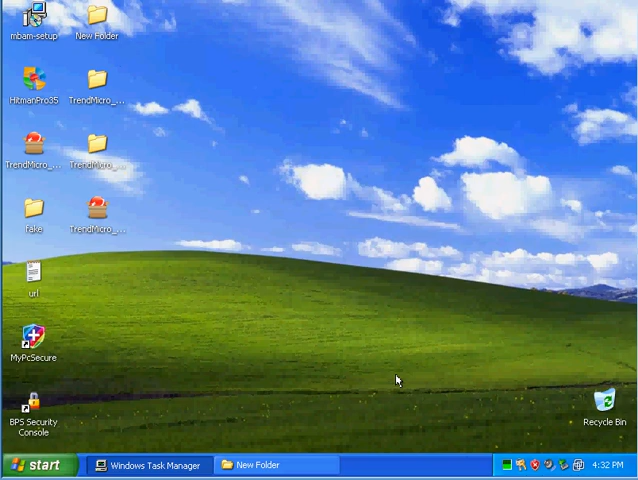 mbam-setup
New Folder
HitmanPro35
TrendMicro_...
TrendMicro_...
TrendMicro_...
fake
TrendMicro_...
url
MyPcSecure
BPS Security
Console
Recycle Bin
start
Windows Task Manager
New Folder
4:32 PM